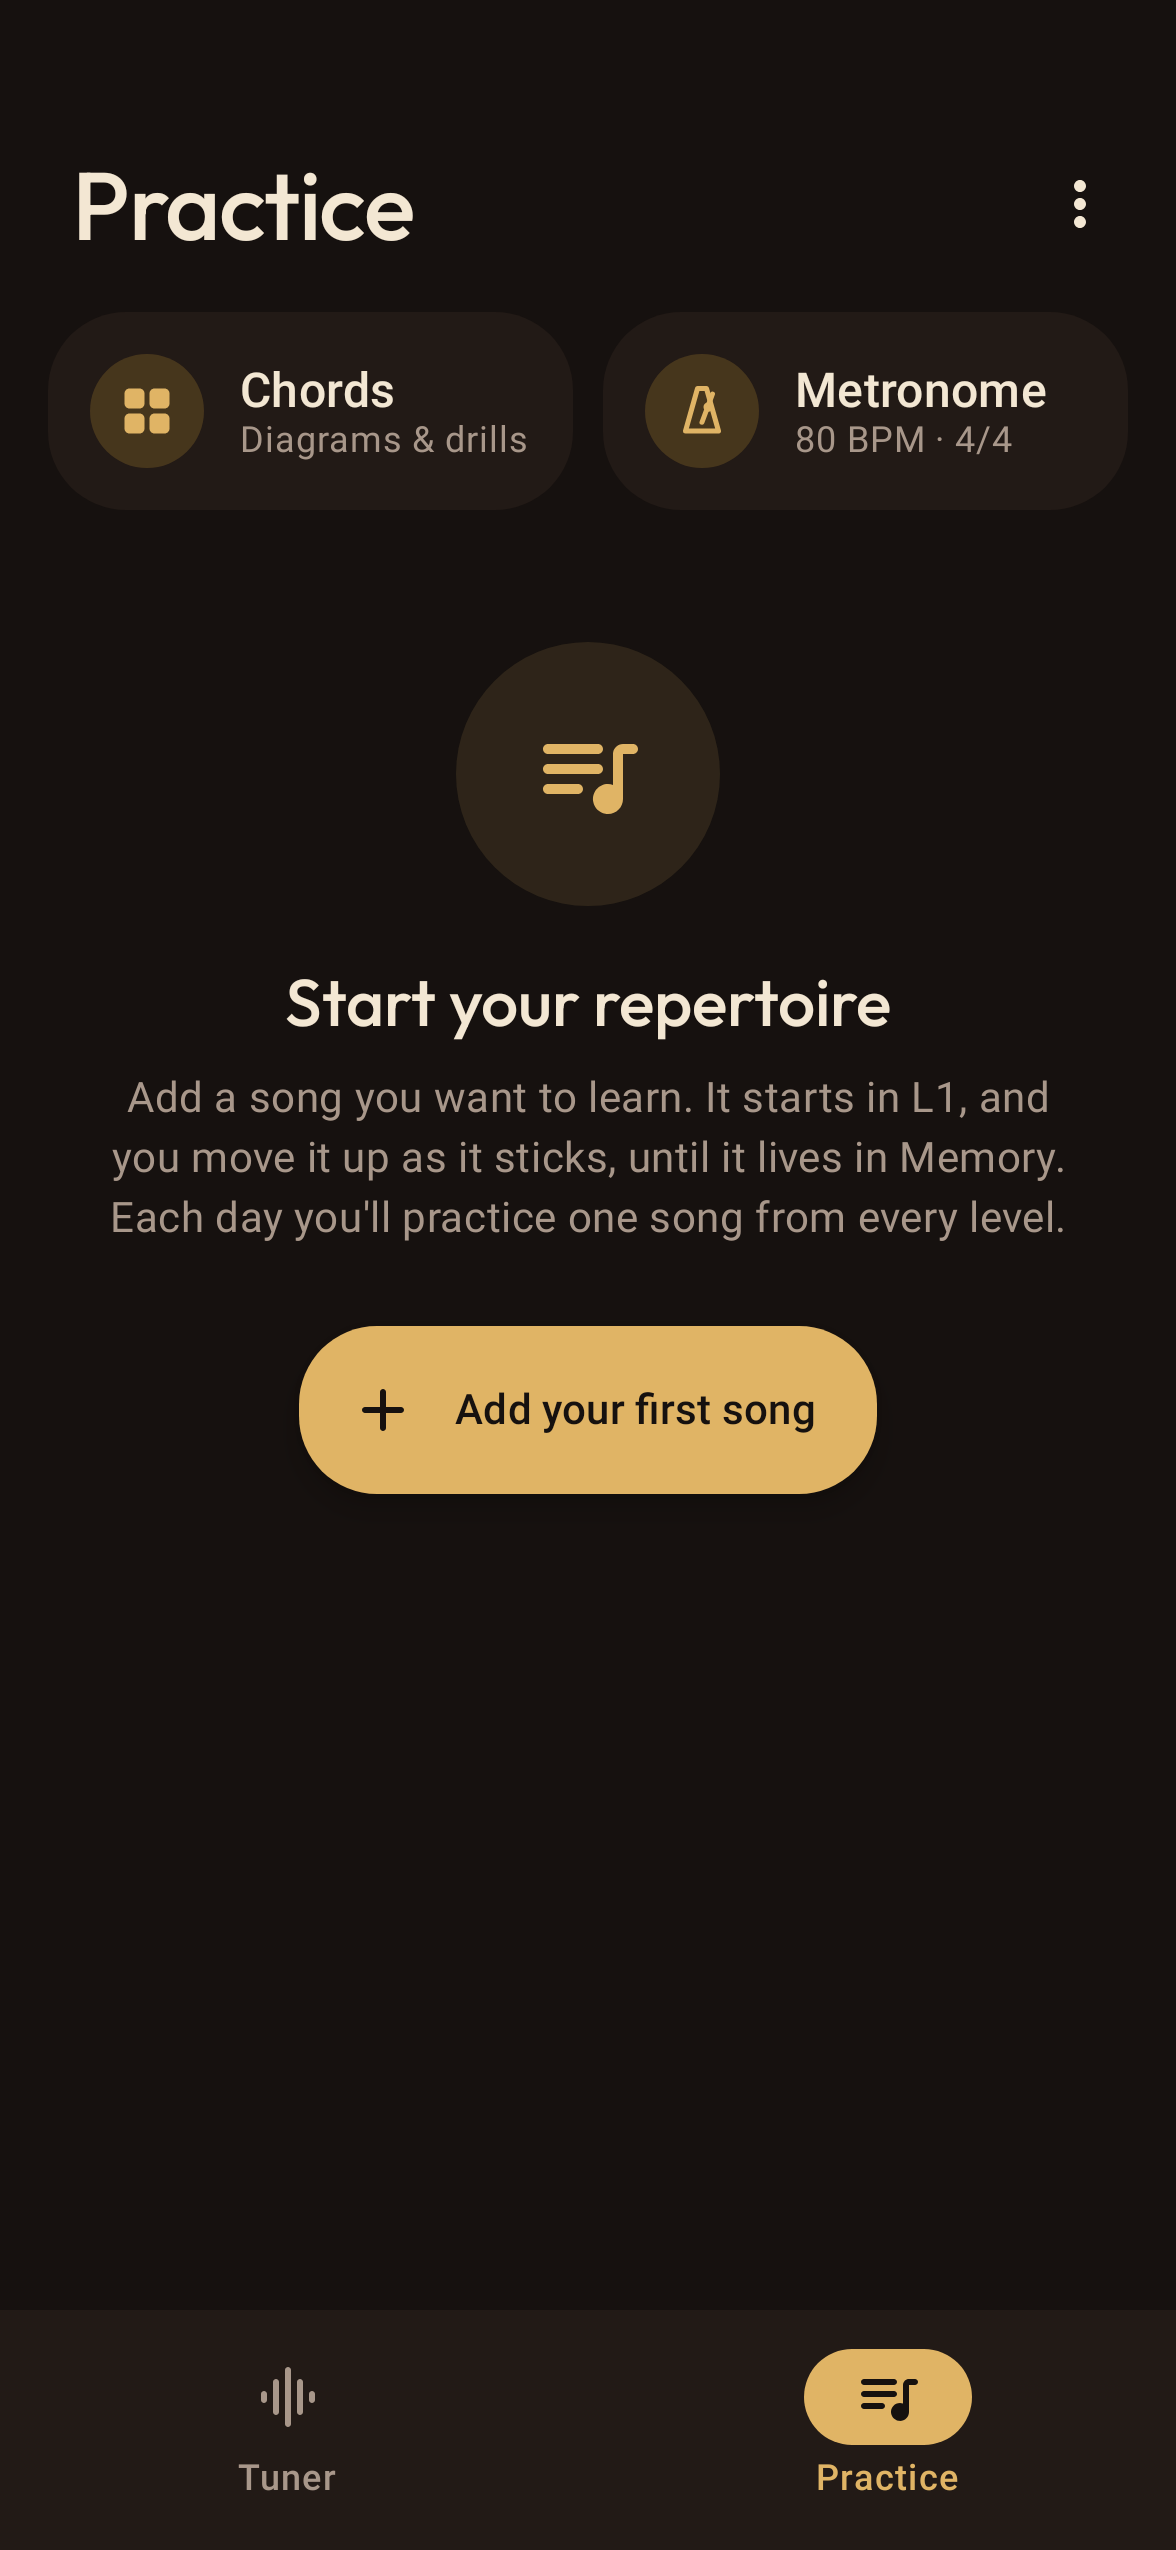 Practice
Chords
Diagrams & drills
Metronome
80 BPM · 4/4
Start your repertoire
Add a song you want to learn. It starts in L1, and
you move it up as it sticks, until it lives in Memory.
Each day you'll practice one song from every level.
Add your first song
Tuner
Practice